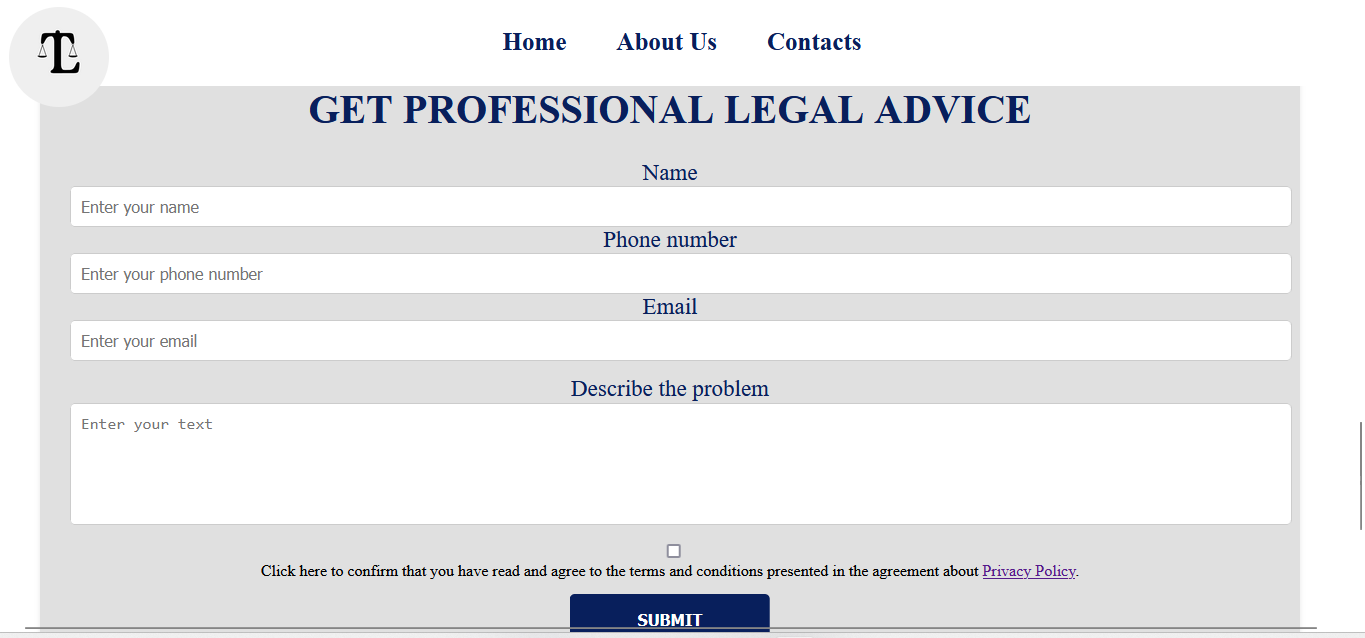 TL
Home About Us Contacts
GET PROFESSIONAL LEGAL ADVICE
Name
Enter your name
Phone number
Enter your phone number
Email
Enter your email
Describe the problem
Enter your text
Click here to confirm that you have read and agree to the terms and conditions presented in the agreement about Privacy Policy.
SUBMIT